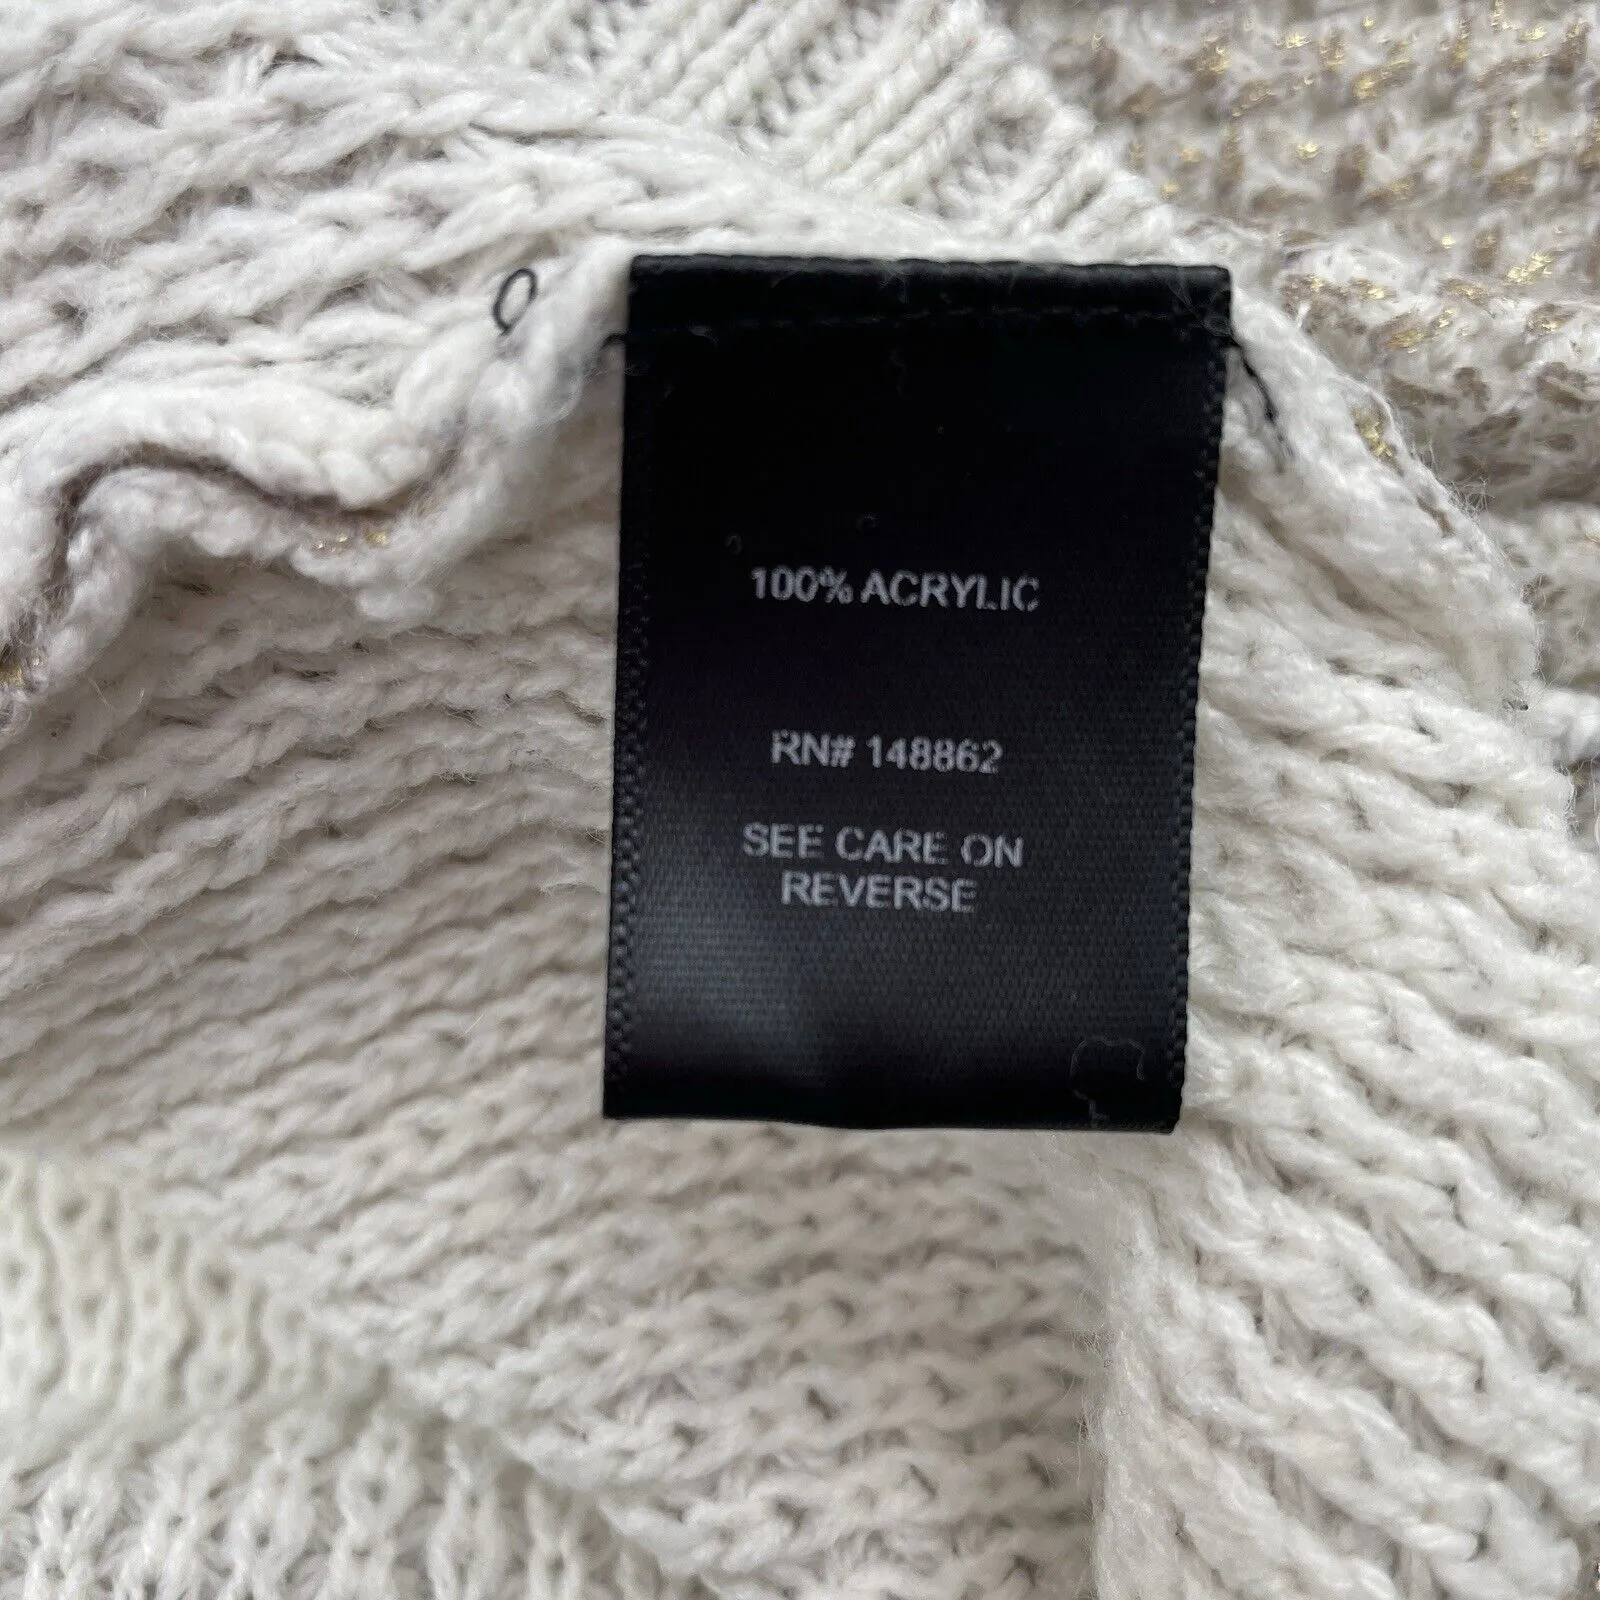 100% ACRYLIC
RN# 148862
SEE CARE ON
REVERSE